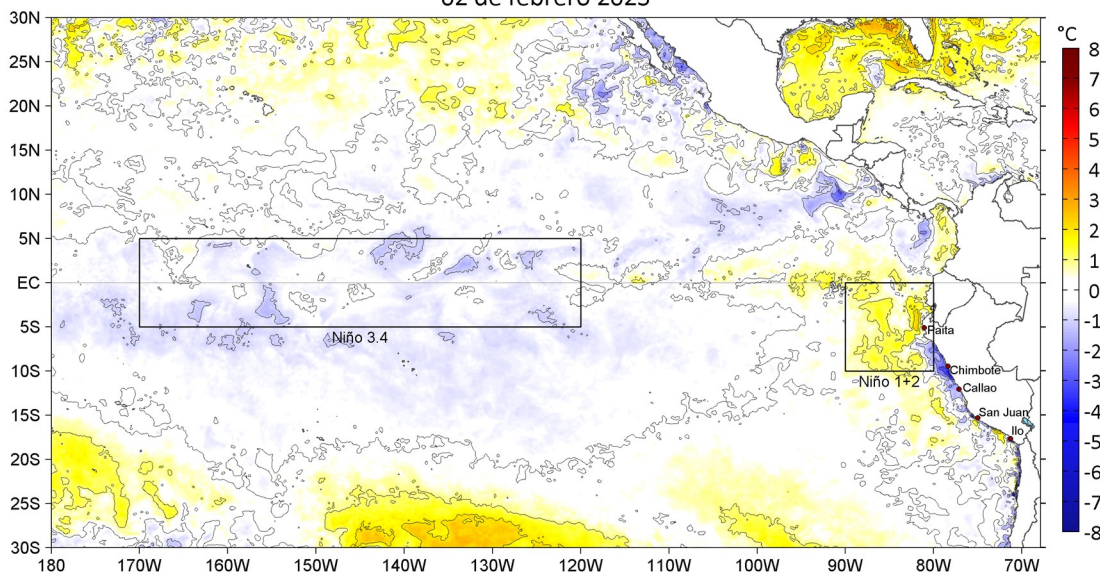 02 de febrero 2023
30N
25N
20N
15N
10N
5N
EC
5S
10S
15S
20S
25S
30S
180
170W
160W
150W
140W
130W
120W
110W
100W
90W
80W
70W
Niño 3.4
Niño 1+2
Paita
Chimbote
Callao
San Juan
Ilo
°C
8
7
6
5
4
3
2
1
0
-1
-2
-3
-4
-5
-6
-7
-8